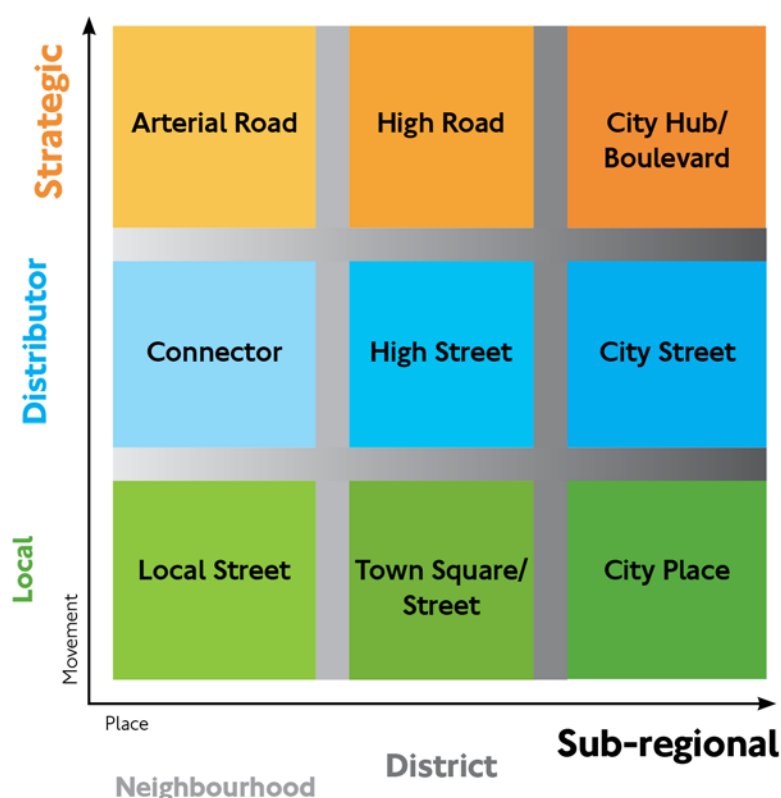 Strategic
Arterial Road
High Road
City Hub/
Boulevard
Distributor
Connector
High Street
City Street
Local
Local Street
Town Square/
Street
City Place
Movement
Place
Neighbourhood
District
Sub-regional